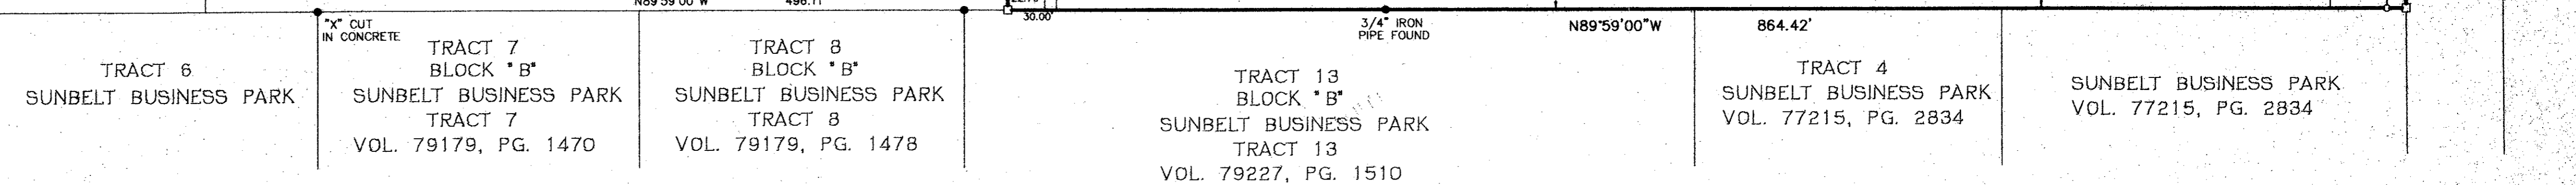 N89°59'00"W 496.11'
30.00'
"X" CUT
IN CONCRETE
3/4" IRON
PIPE FOUND
N89°59'00"W 864.42'
TRACT 6
SUNBELT BUSINESS PARK
TRACT 7
BLOCK "B"
SUNBELT BUSINESS PARK
TRACT 7
VOL. 79179, PG. 1470
TRACT 8
BLOCK "B"
SUNBELT BUSINESS PARK
TRACT 8
VOL. 79179, PG. 1478
TRACT 13
BLOCK "B"
SUNBELT BUSINESS PARK
TRACT 13
VOL. 79227, PG. 1510
TRACT 4
SUNBELT BUSINESS PARK
VOL. 77215, PG. 2834
SUNBELT BUSINESS PARK
VOL. 77215, PG. 2834